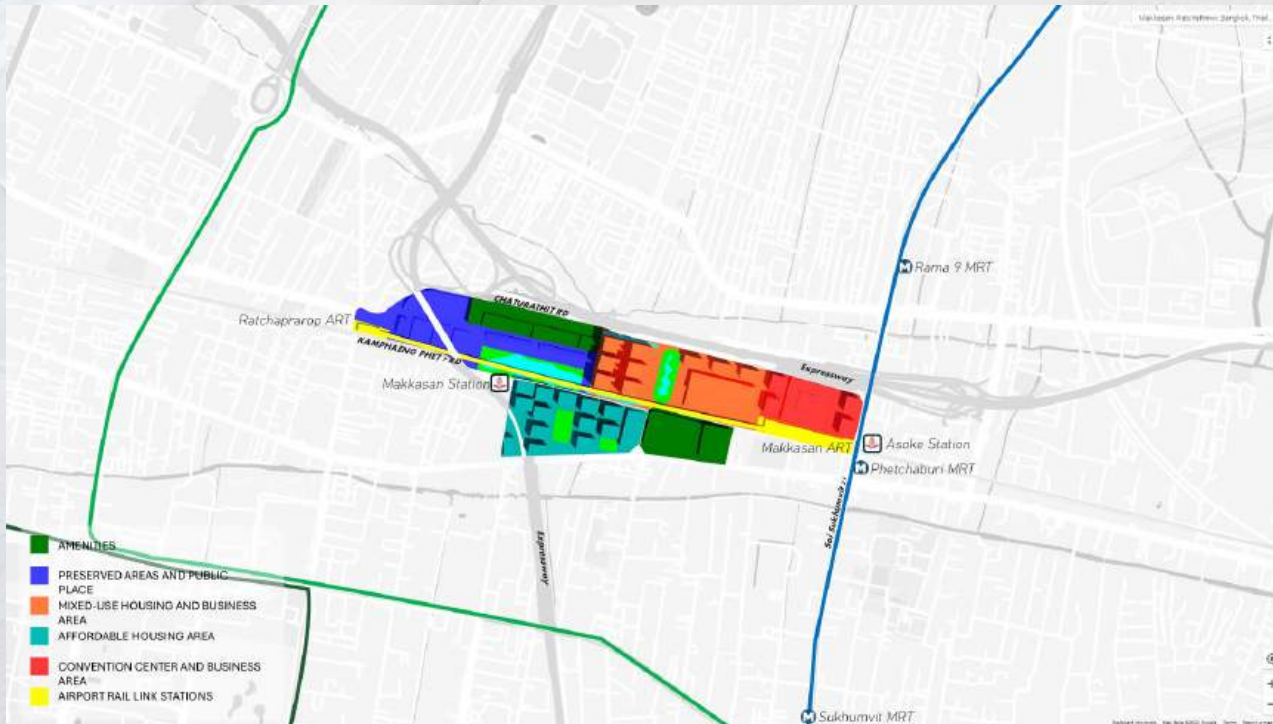 Rama 9 MRT
CHATURATHIT RD
Ratchaprarop ART
KAMPHAENG PHET 7 RD
Expressway
Makkasan Station
Makkasan ART
Asoke Station
Phetchaburi MRT
Soi Sukhumvit
Expressway
AMENITIES
PRESERVED AREAS AND PUBLIC
PLACE
MIXED-USE HOUSING AND BUSINESS
AREA
AFFORDABLE HOUSING AREA
CONVENTION CENTER AND BUSINESS
AREA
AIRPORT RAIL LINK STATIONS
Sukhumvit MRT